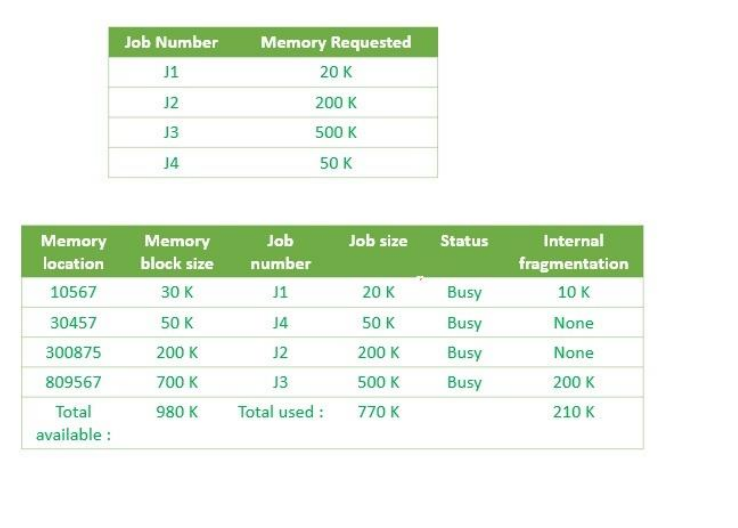 Job Number Memory Requested
J1 20 K
J2 200 K
J3 500 K
J4 50 K
Memory Memory Job Job size Status Internal
location block size number fragmentation
10567 30 K J1 20 K Busy 10 K
30457 50 K J4 50 K Busy None
300875 200 K J2 200 K Busy None
809567 700 K J3 500 K Busy 200 K
Total 980 K Total used : 770 K 210 K
available :